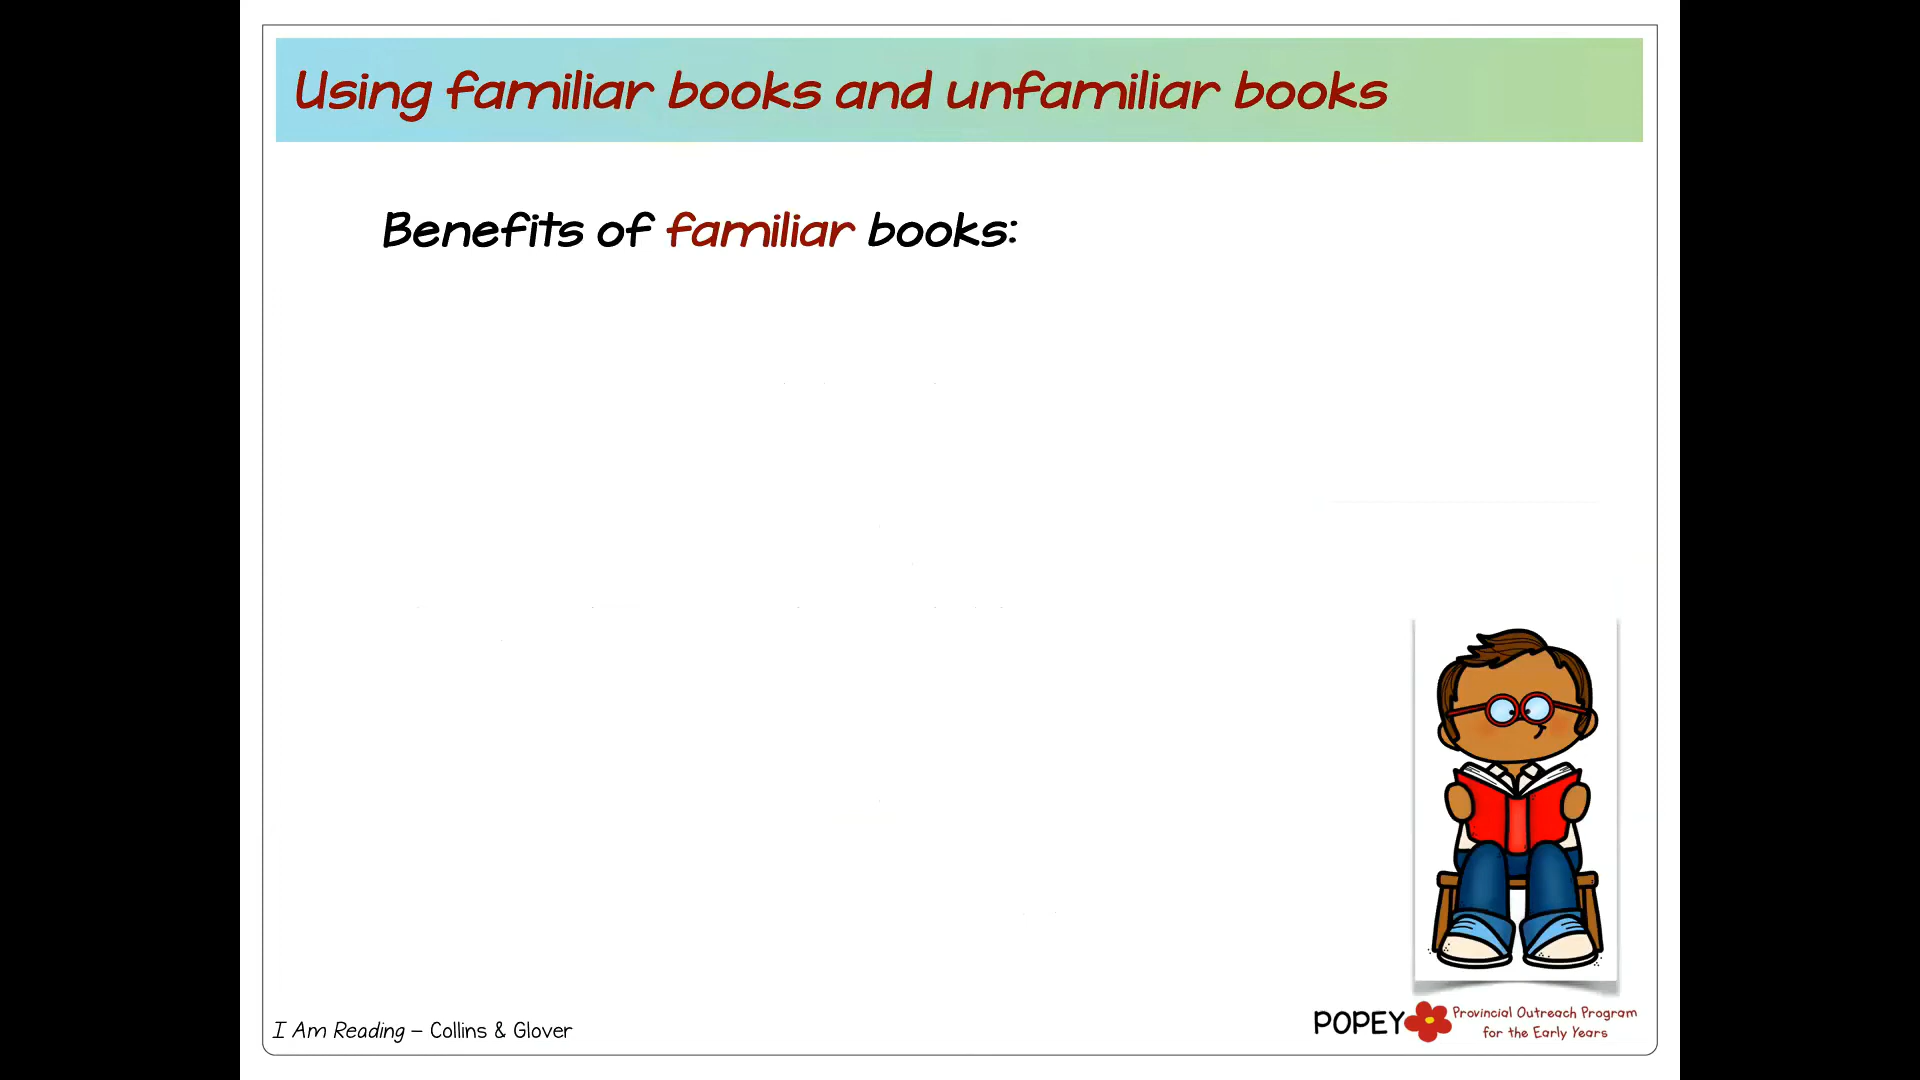 Using familiar books and unfamiliar books
Benefits of familiar books:
I Am Reading – Collins & Glover
POPEY Provincial Outreach Program
for the Early Years